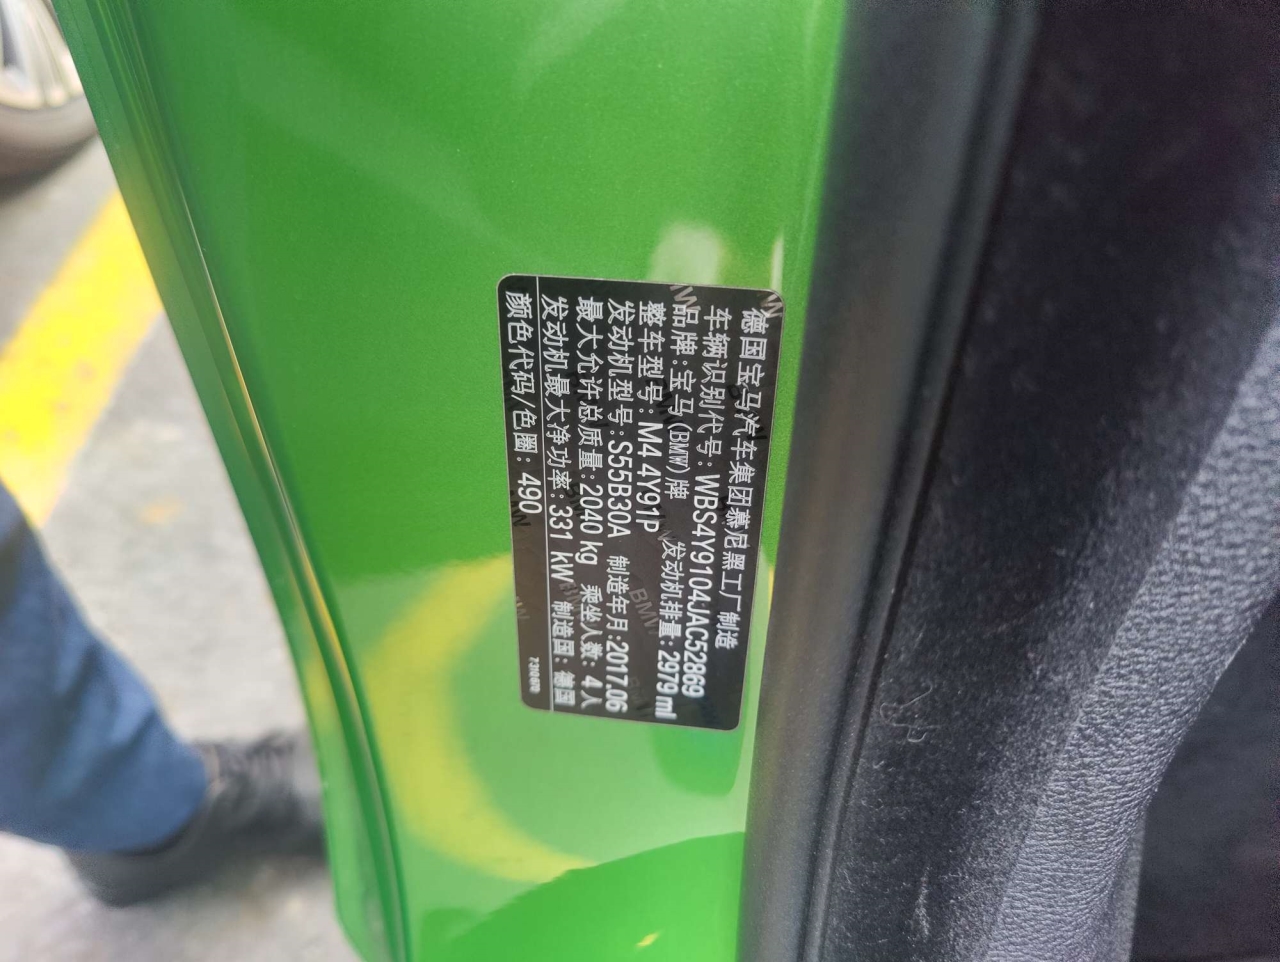 德国宝马汽车集团慕尼黑工厂制造
车辆识别代号:WBS4Y9104JAC52869
品牌:宝马(BMW)牌 发动机排量:2979 ml
整车型号:M4 4Y91P
发动机型号:S55B30A 制造年月:2017.06
最大允许总质量:2040 kg 乘坐人数:4人
发动机最大净功率:331 kW 制造国:德国
颜色代码/色圈:490